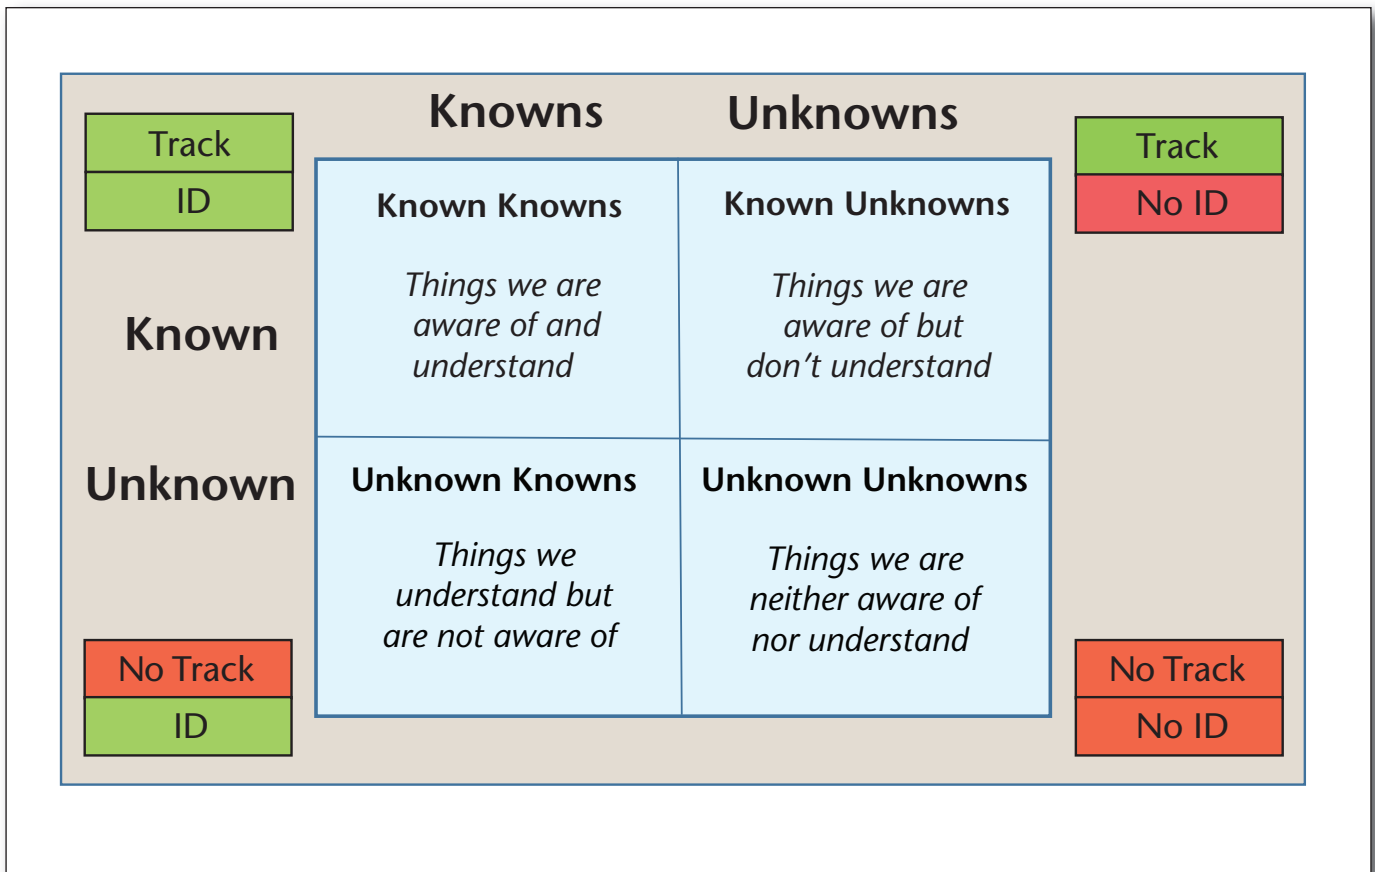 Knowns
Unknowns
Track
ID
Track
No ID
Known Knowns
Things we are
aware of and
understand
Known Unknowns
Things we are
aware of but
don't understand
Known
Unknown
Unknown Knowns
Things we
understand but
are not aware of
Unknown Unknowns
Things we are
neither aware of
nor understand
No Track
ID
No Track
No ID